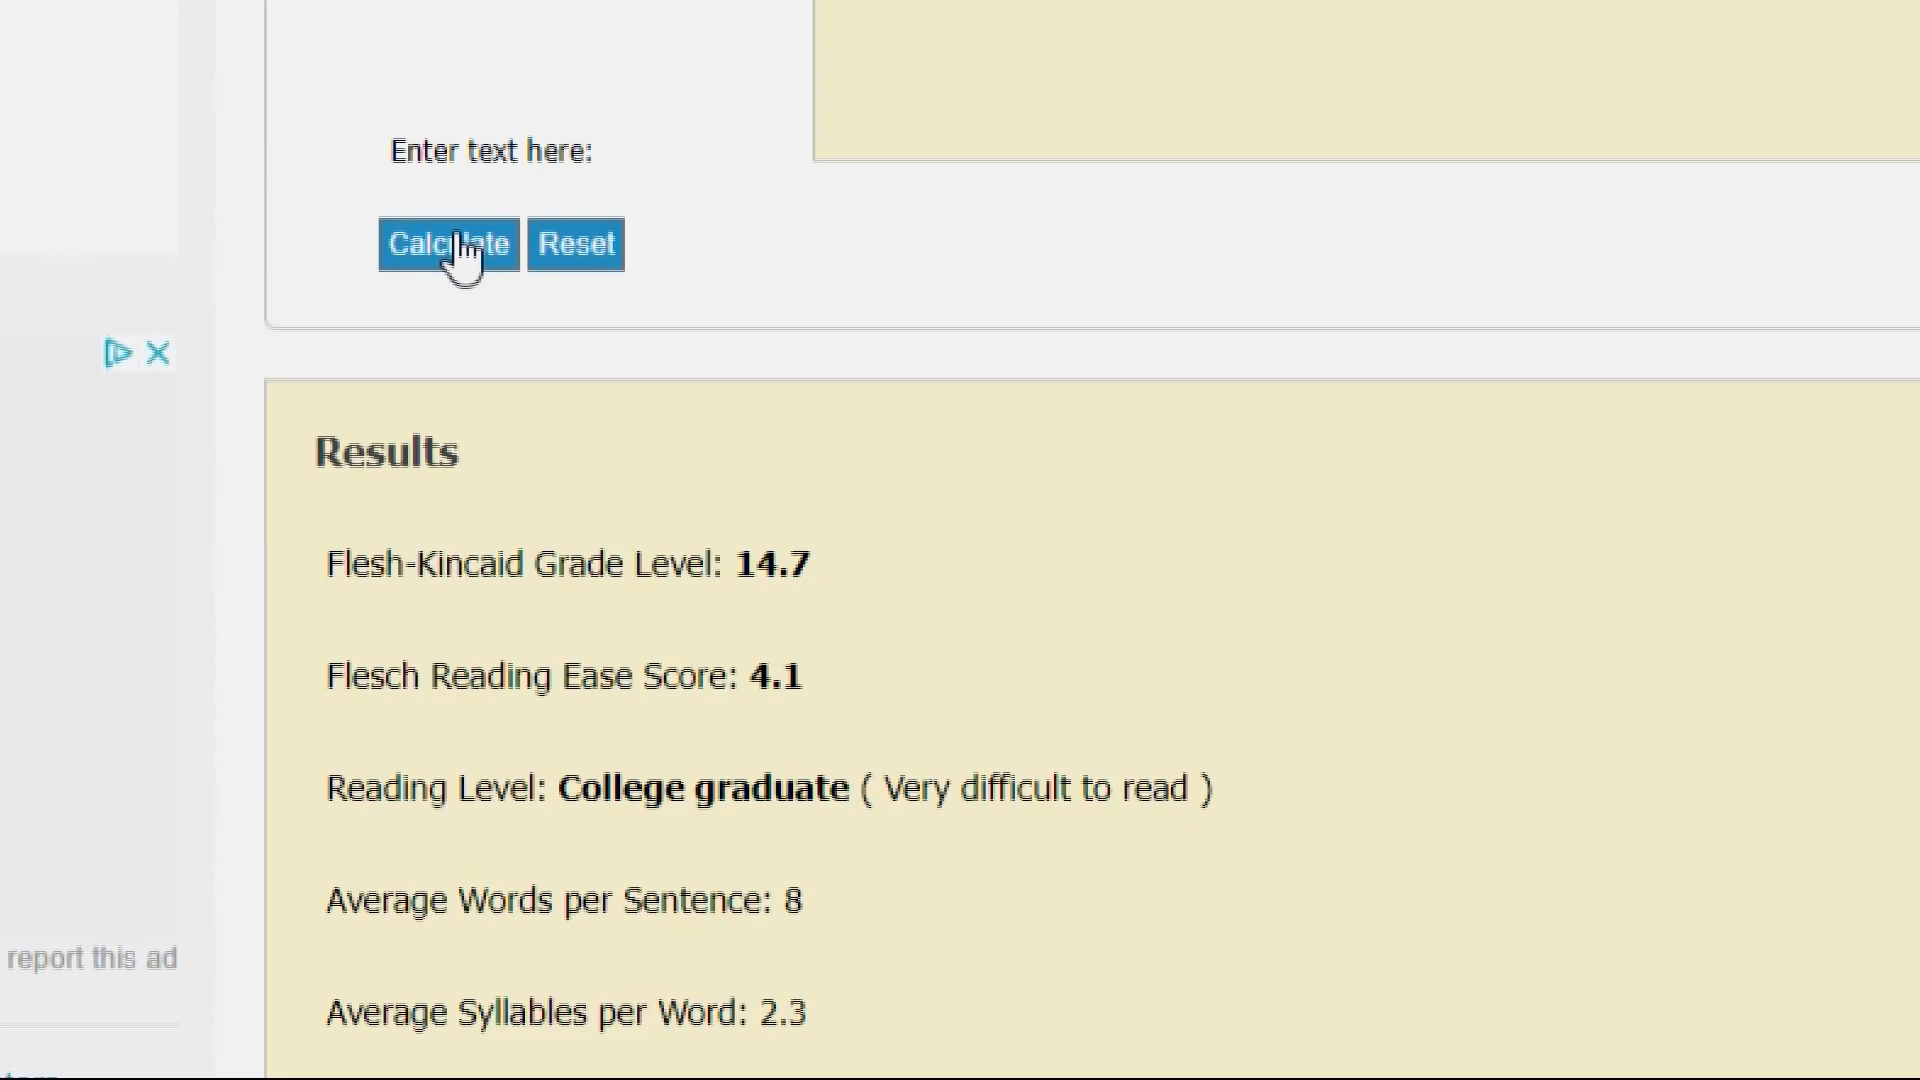 Enter text here:
Calculate Reset
Results
Flesh-Kincaid Grade Level: 14.7
Flesch Reading Ease Score: 4.1
Reading Level: College graduate ( Very difficult to read )
Average Words per Sentence: 8
report this ad
Average Syllables per Word: 2.3